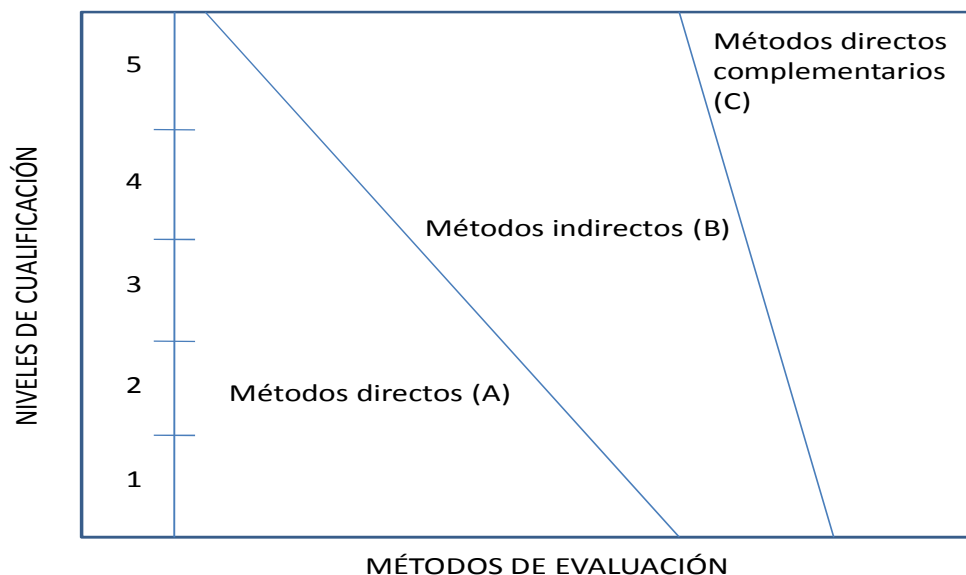 NIVELES DE CUALIFICACIÓN
5
4
3
2
1
Métodos directos
complementarios
(C)
Métodos indirectos (B)
Métodos directos (A)
MÉTODOS DE EVALUACIÓN